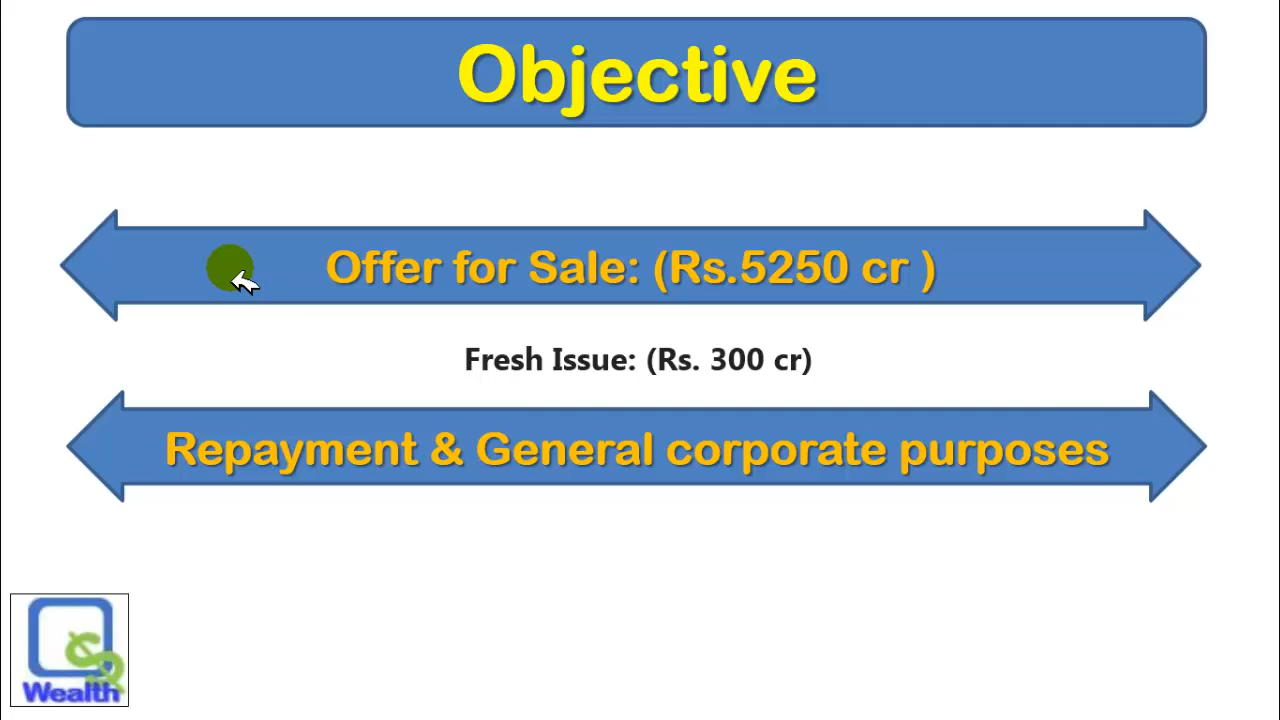 Objective
Offer for Sale: (Rs.5250 cr )
Fresh Issue: (Rs. 300 cr)
Repayment & General corporate purposes
Wealth